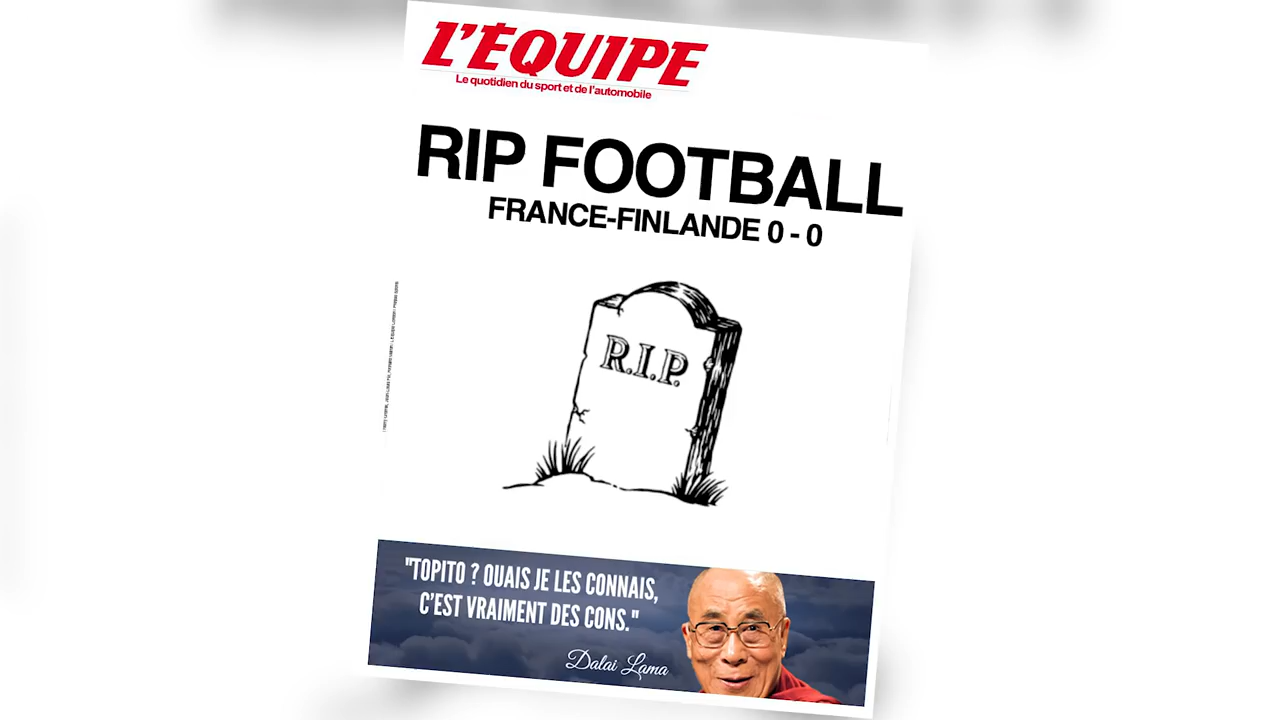 L'ÉQUIPE
Le quotidien du sport et de l'automobile
RIP FOOTBALL
FRANCE-FINLANDE 0 - 0
R.I.P.
"TOPITO ? OUAIS JE LES CONNAIS,
C'EST VRAIMENT DES CONS."
Dalai Lama